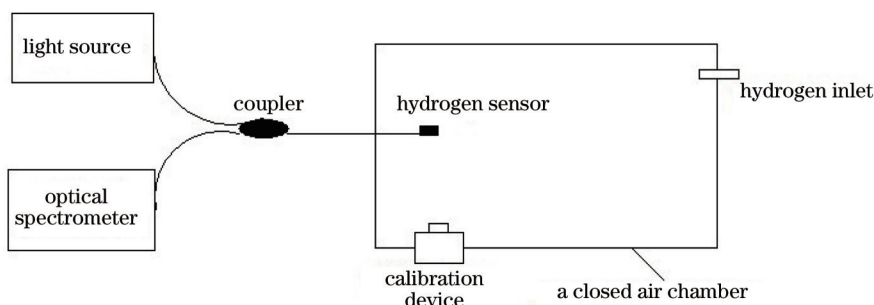 light source
coupler
hydrogen sensor
hydrogen inlet
optical
spectrometer
calibration
device
a closed air chamber